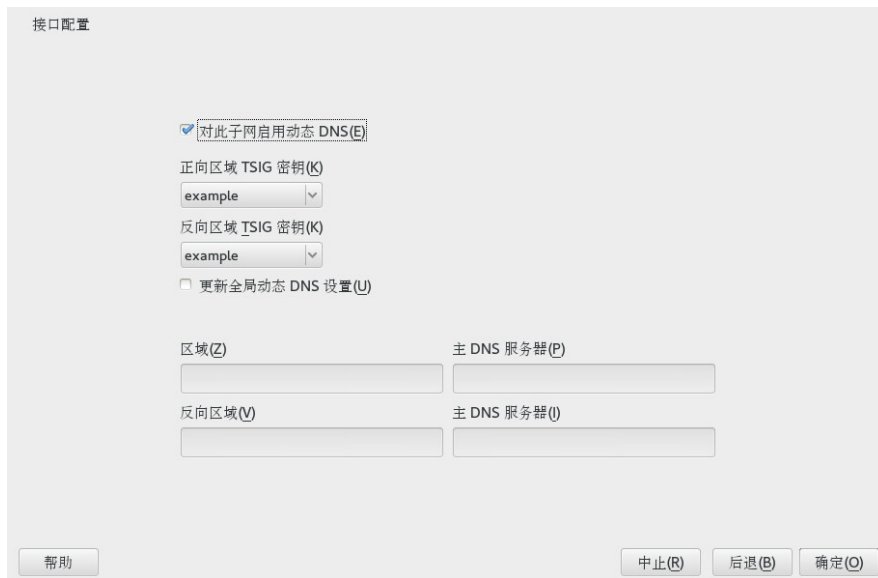 接口配置
对此子网启用动态 DNS(E)
正向区域 TSIG 密钥(K)
example
反向区域 TSIG 密钥(K)
example
更新全局动态 DNS 设置(U)
区域(Z) 主 DNS 服务器(P)
反向区域(V) 主 DNS 服务器(I)
帮助 中止(R) 后退(B) 确定(O)